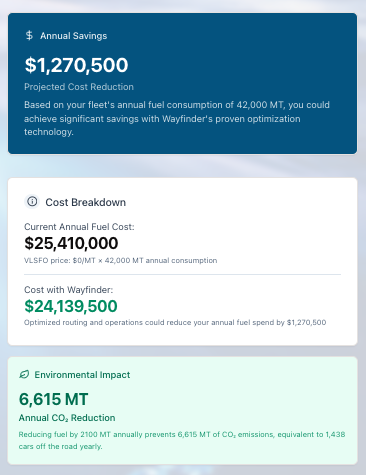 Annual Savings
$1,270,500
Projected Cost Reduction
Based on your fleet's annual fuel consumption of 42,000 MT, you could
achieve significant savings with Wayfinder's proven optimization
technology.
Cost Breakdown
Current Annual Fuel Cost:
$25,410,000
VLSFO price: $0/MT × 42,000 MT annual consumption
Cost with Wayfinder:
$24,139,500
Optimized routing and operations could reduce your annual fuel spend by $1,270,500
Environmental Impact
6,615 MT
Annual CO₂ Reduction
Reducing fuel by 2100 MT annually prevents 6,615 MT of CO₂ emissions, equivalent to 1,438
cars off the road yearly.